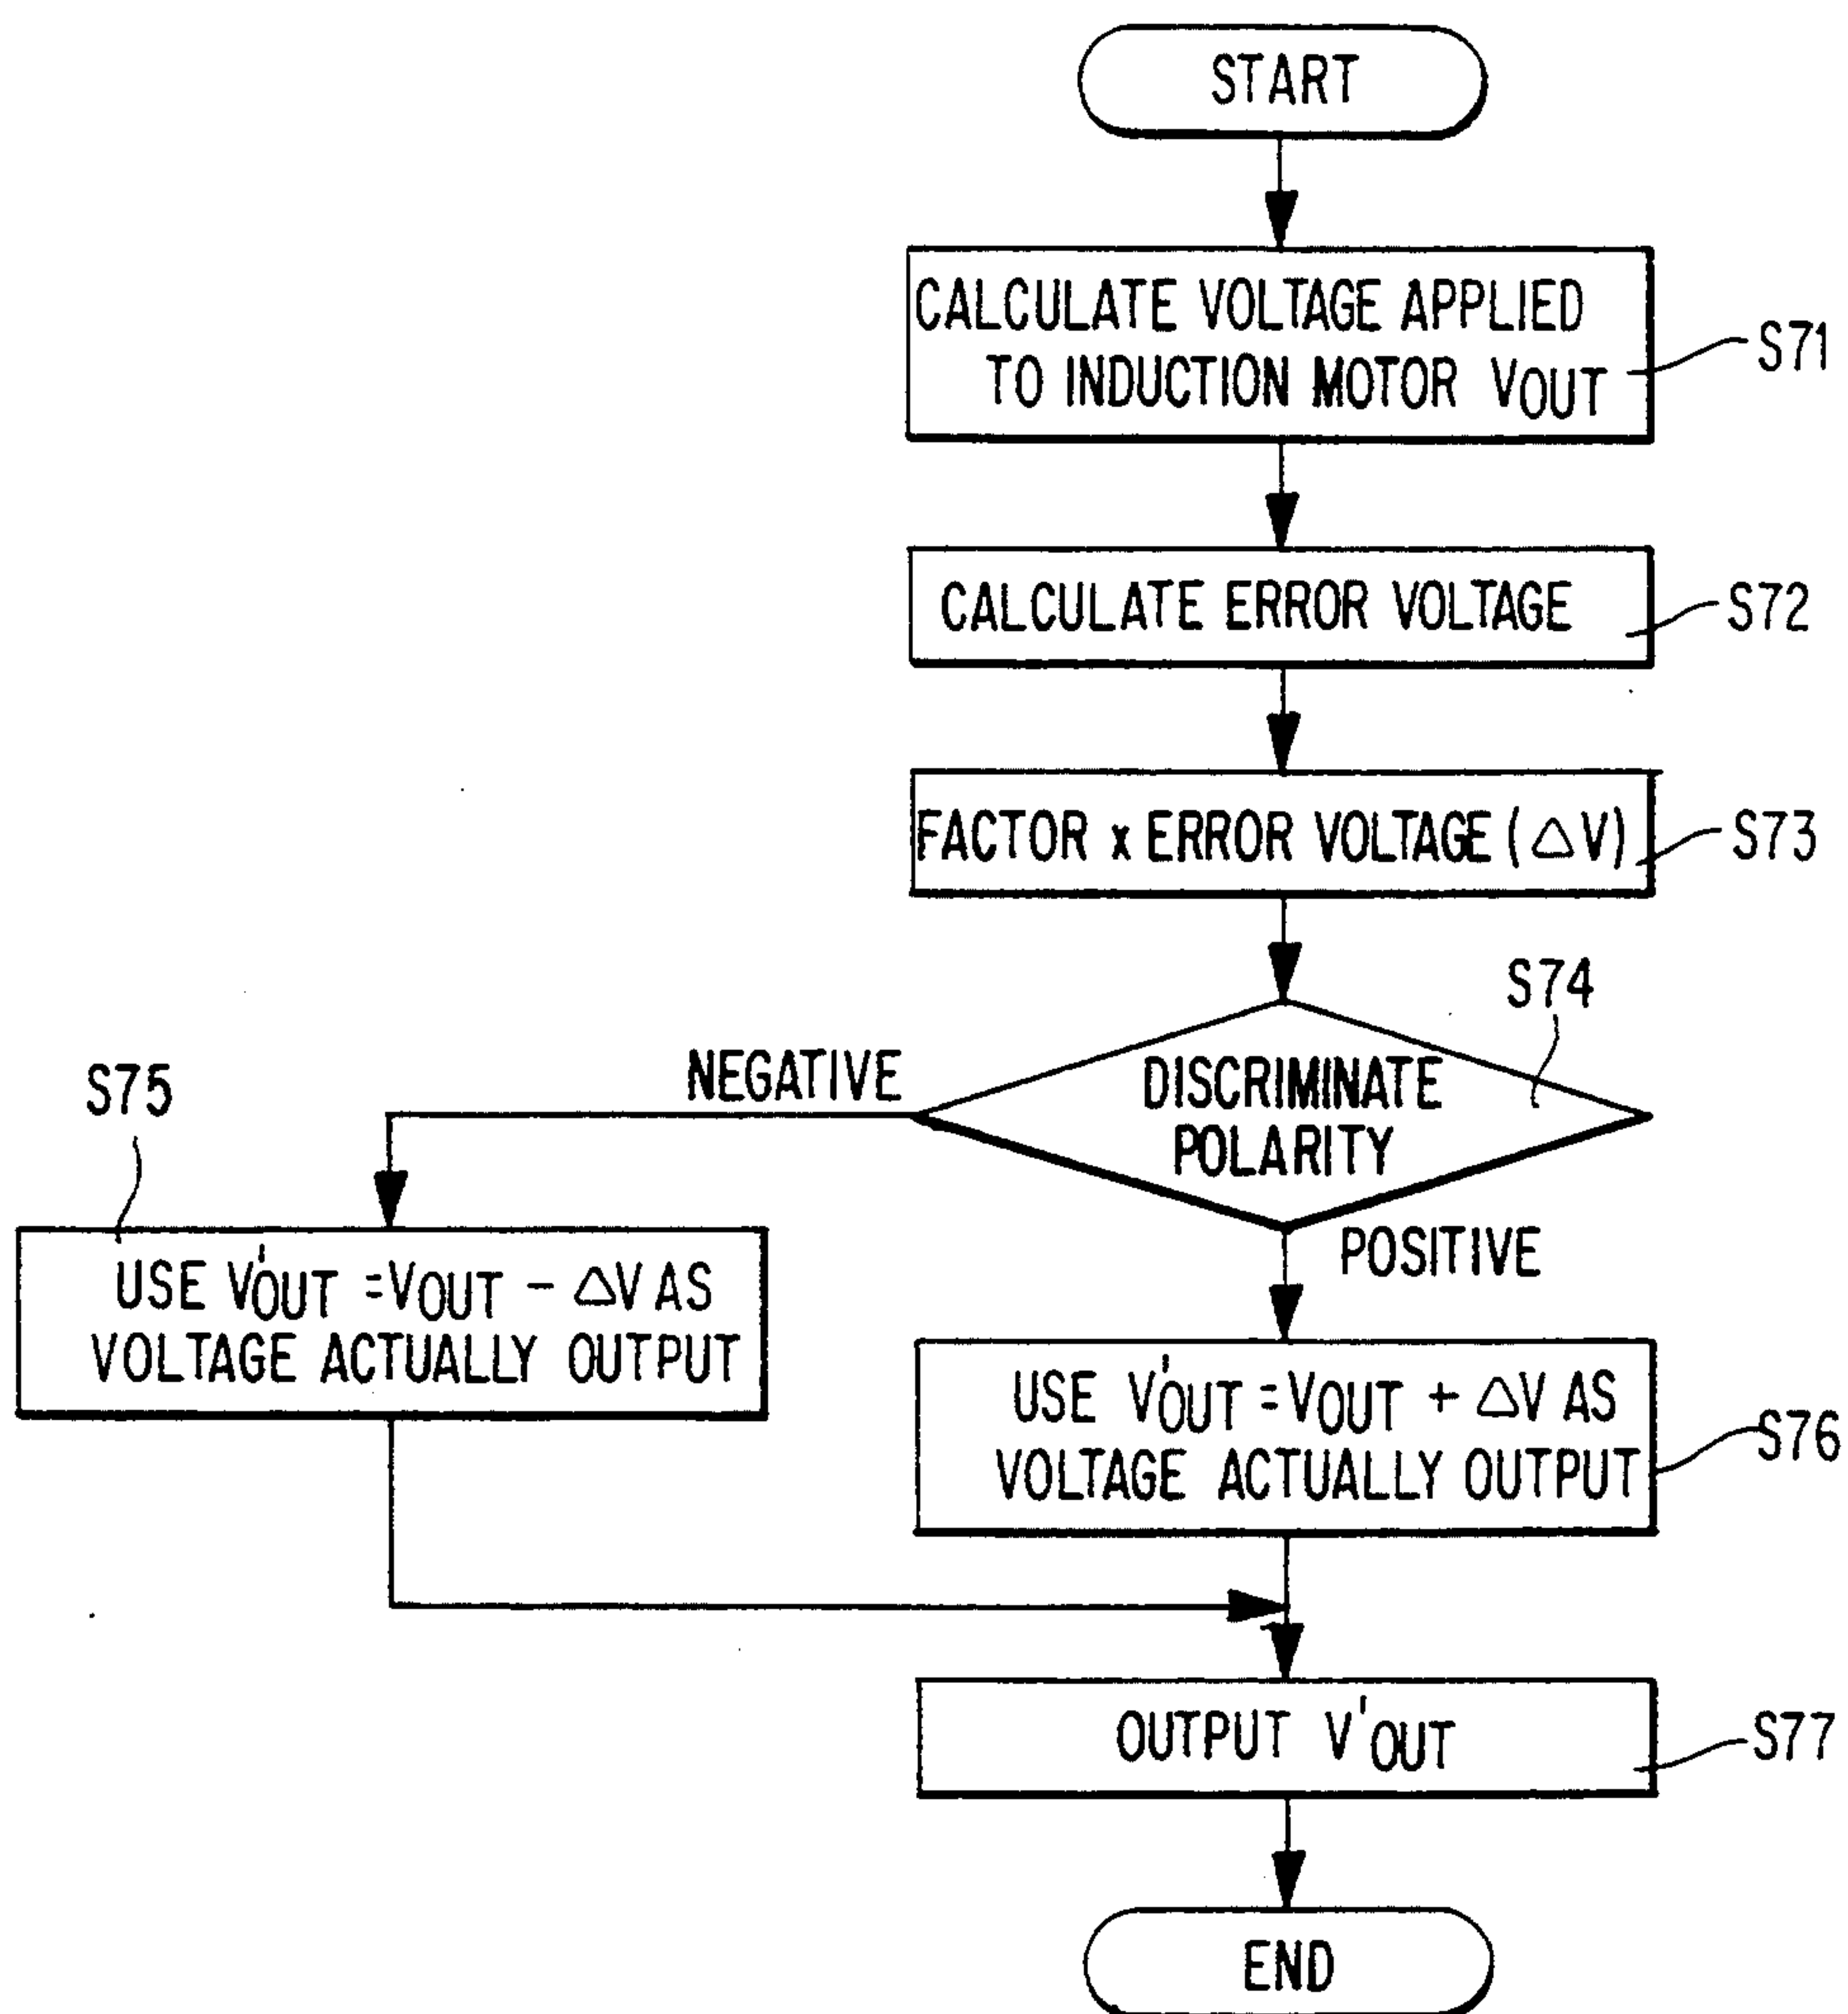 START
CALCULATE VOLTAGE APPLIED
TO INDUCTION MOTOR VOUT
S71
CALCULATE ERROR VOLTAGE
S72
FACTOR x ERROR VOLTAGE (△V)
S73
S74
DISCRIMINATE
POLARITY
NEGATIVE
POSITIVE
S75
USE V'OUT = VOUT - △V AS
VOLTAGE ACTUALLY OUTPUT
USE V'OUT = VOUT + △V AS
VOLTAGE ACTUALLY OUTPUT
S76
OUTPUT V'OUT
S77
END